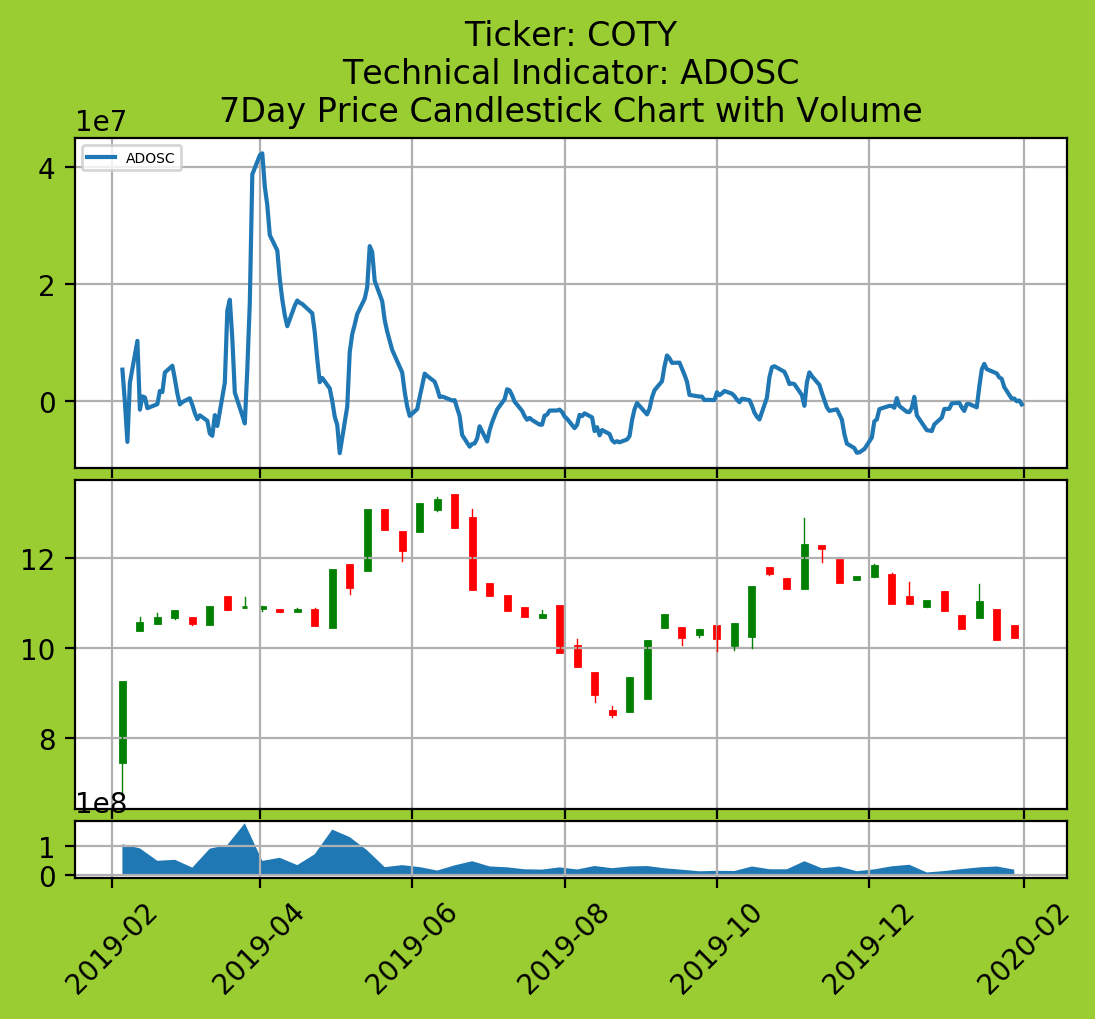 Ticker: COTY
Technical Indicator: ADOSC
7Day Price Candlestick Chart with Volume
1e7
ADOSC
4
2
0
12
10
8
1e8
1
0
2019-02
2019-04
2019-06
2019-08
2019-10
2019-12
2020-02